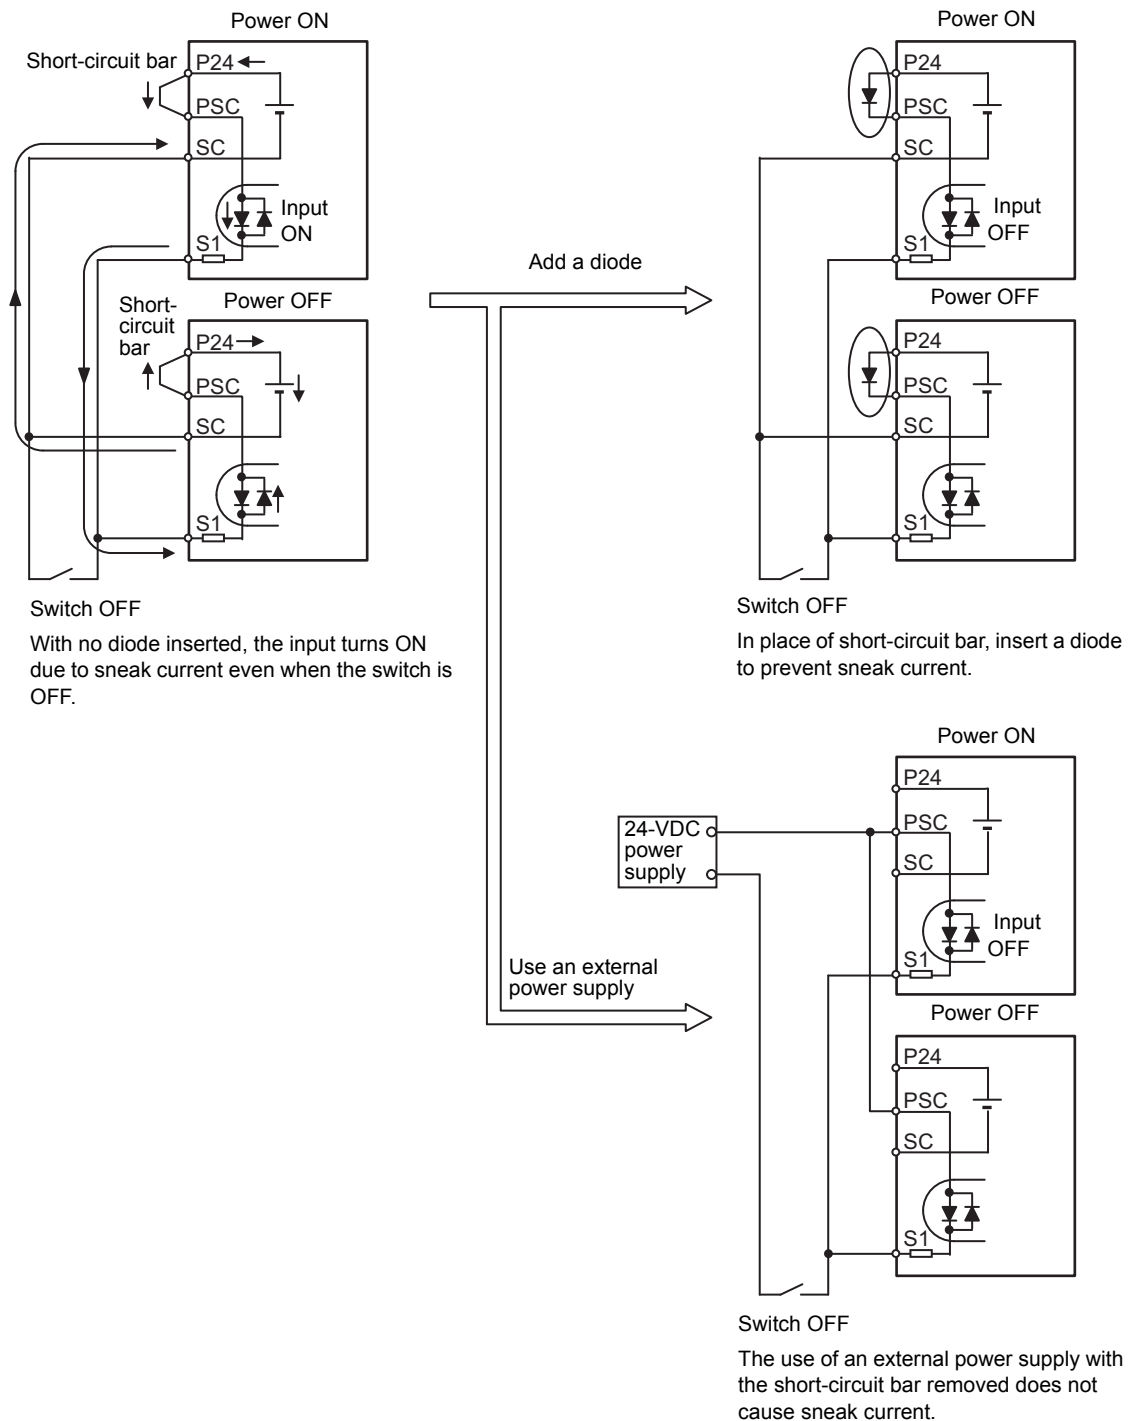 Power ON
Short-circuit bar
P24
PSC
SC
Input
ON
S1
Power OFF
Short-
circuit
bar
P24
PSC
SC
S1
Switch OFF
With no diode inserted, the input turns ON
due to sneak current even when the switch is
OFF.
Add a diode
Use an external
power supply
Power ON
P24
PSC
SC
Input
OFF
S1
Power OFF
P24
PSC
SC
S1
Switch OFF
In place of short-circuit bar, insert a diode
to prevent sneak current.
Power ON
24-VDC
power
supply
P24
PSC
SC
Input
OFF
S1
Power OFF
P24
PSC
SC
S1
Switch OFF
The use of an external power supply with
the short-circuit bar removed does not
cause sneak current.